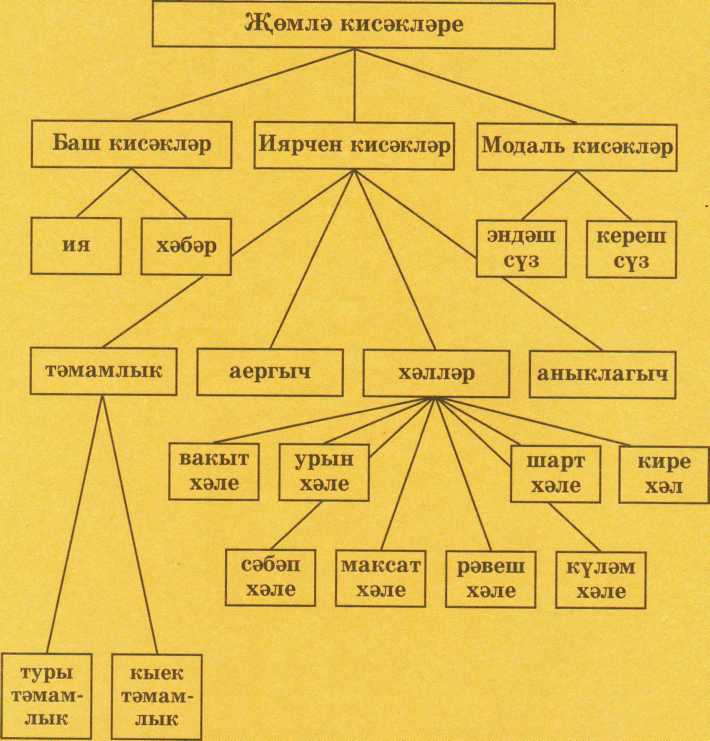 Җөмлә кисәкләре
Баш кисәкләр
Иярчен кисәкләр
Модаль кисәкләр
ия
хәбәр
эндәш
сүз
кереш
сүз
тәмамлык
аергыч
хәлләр
аныклагыч
вакыт
хәле
урын
хәле
шарт
хәле
кире
хәл
сәбәп
хәле
максат
хәле
рәвеш
хәле
күләм
хәле
туры
тәмам-
лык
кыек
тәмам-
лык